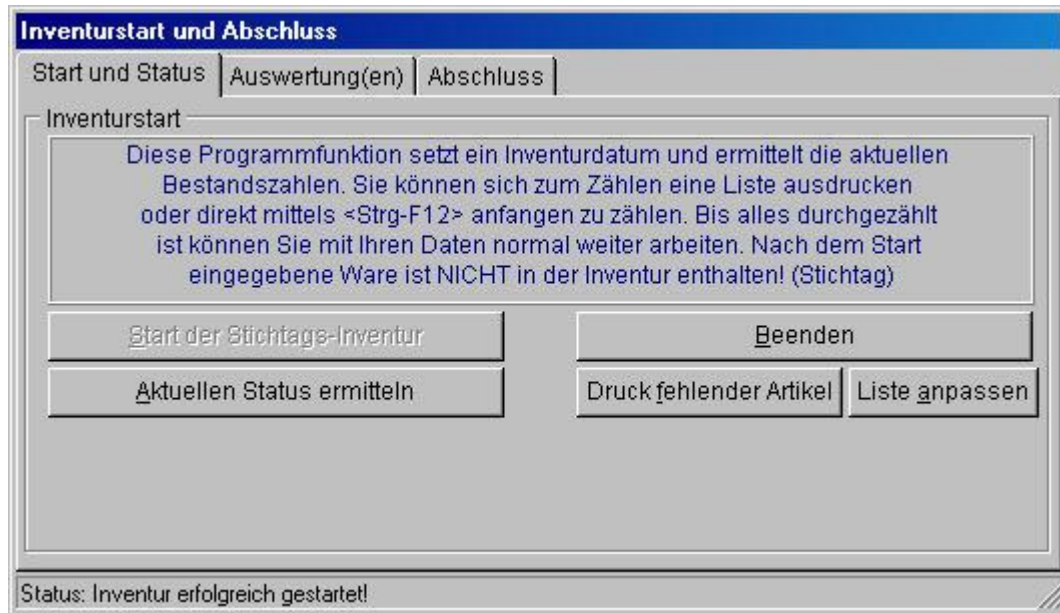 Inventurstart und Abschluss
Start und Status Auswertung(en) Abschluss
Inventurstart
Diese Programmfunktion setzt ein Inventurdatum und ermittelt die aktuellen
Bestandszahlen. Sie können sich zum Zählen eine Liste ausdrucken
oder direkt mittels <Strg-F12> anfangen zu zählen. Bis alles durchgezählt
ist können Sie mit Ihren Daten normal weiter arbeiten. Nach dem Start
eingegebene Ware ist NICHT in der Inventur enthalten! (Stichtag)
Start der Stichtags-Inventur Beenden
Aktuellen Status ermitteln Druck fehlender Artikel Liste anpassen
Status: Inventur erfolgreich gestartet!